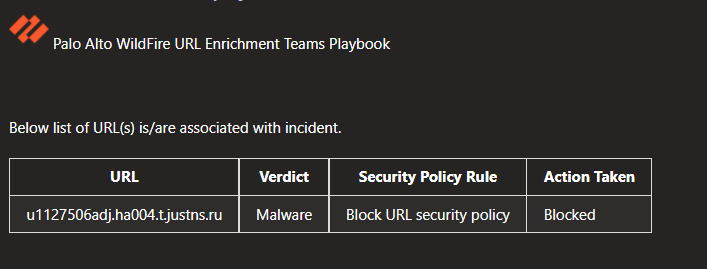 Palo Alto WildFire URL Enrichment Teams Playbook
Below list of URL(s) is/are associated with incident.
URL Verdict Security Policy Rule Action Taken
u1127506adj.ha004.t.justns.ru Malware Block URL security policy Blocked